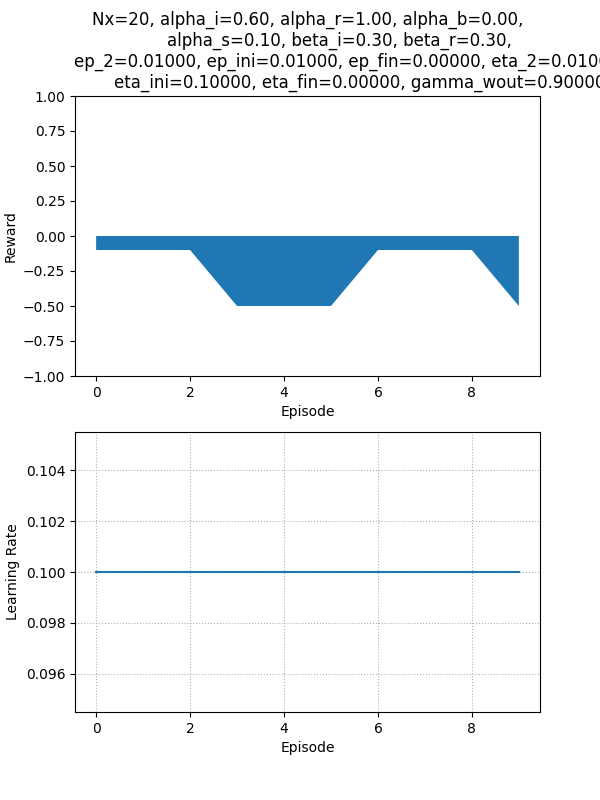 Nx=20, alpha_i=0.60, alpha_r=1.00, alpha_b=0.00,
alpha_s=0.10, beta_i=0.30, beta_r=0.30,
ep_2=0.01000, ep_ini=0.01000, ep_fin=0.00000, eta_2=0.0100
eta_ini=0.10000, eta_fin=0.00000, gamma_wout=0.90000
1.00
0.75
0.50
0.25
0.00
−0.25
−0.50
−0.75
−1.00
Reward
0 2 4 6 8
Episode
0.104
0.102
0.100
0.098
0.096
Learning Rate
0 2 4 6 8
Episode